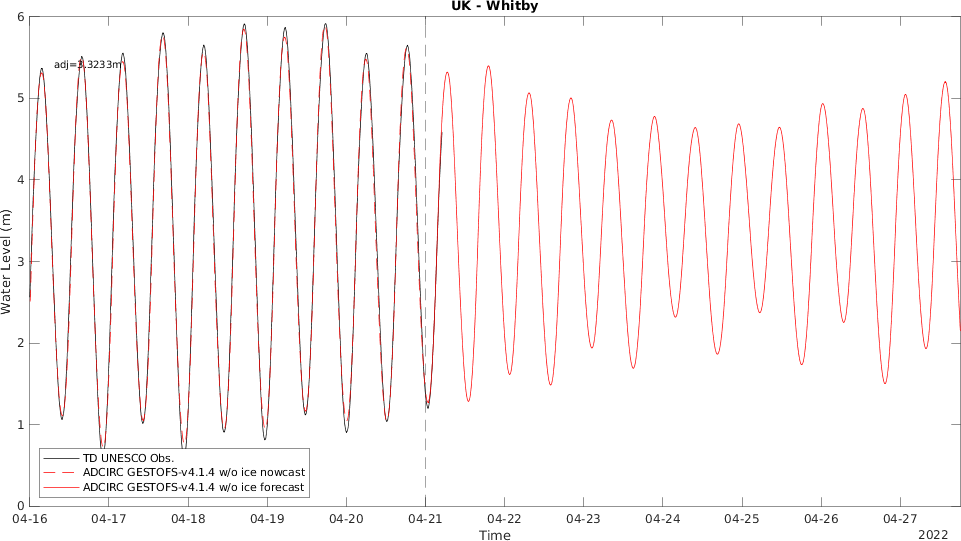 UK - Whitby
6
adj=3.3233m
5
4
3
2
1
0
Water Level (m)
TD UNESCO Obs.
ADCIRC GESTOFS-v4.1.4 w/o ice nowcast
ADCIRC GESTOFS-v4.1.4 w/o ice forecast
04-16 04-17 04-18 04-19 04-20 04-21 04-22 04-23 04-24 04-25 04-26 04-27
Time
2022